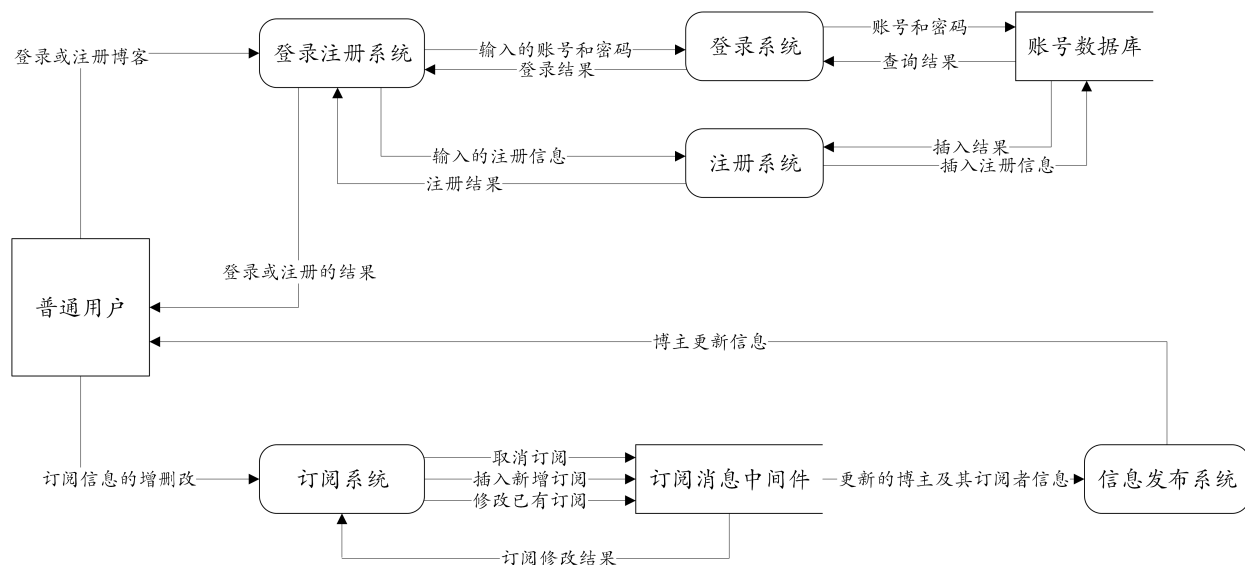 账号和密码
登录或注册博客
登录注册系统
输入的账号和密码
登录系统
账号数据库
登录结果
查询结果
插入结果
输入的注册信息
注册系统
插入注册信息
注册结果
登录或注册的结果
普通用户
博主更新信息
取消订阅
订阅信息的增删改
订阅系统
插入新增订阅
订阅消息中间件
更新的博主及其订阅者信息
信息发布系统
修改已有订阅
订阅修改结果